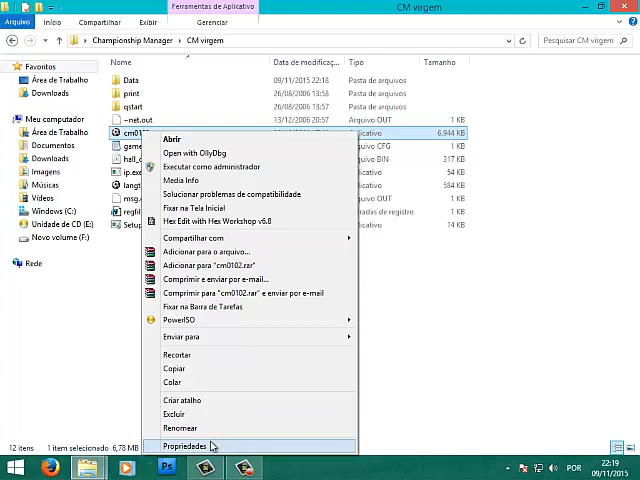 Ferramentas de Aplicativo
CM virgem
Arquivo
Início
Compartilhar
Exibir
Gerenciar
Championship Manager
CM virgem
Pesquisar CM virgem
Nome
Data de modificaç...
Tipo
Tamanho
Favoritos
Área de Trabalho
Downloads
Meu computador
Área de Trabalho
Documentos
Downloads
Imagens
Músicas
Vídeos
Windows (C:)
Unidade de CD (E:)
Novo volume (F:)
Rede
Data 09/11/2015 22:18 Pasta de arquivos
print 26/08/2006 13:58 Pasta de arquivos
qstart 26/08/2006 13:57 Pasta de arquivos
~net.out 13/12/2006 20:57 Arquivo OUT 1 KB
6.944 KB
Arquivo CFG 1 KB
Arquivo BIN 317 KB
ip.exe 54 KB
584 KB
Arquivo OUT 1 KB
1 KB
14 KB
Abrir
Open with OllyDbg
Executar como administrador
Media Info
Solucionar problemas de compatibilidade
Fixar na Tela Inicial
Hex Edit with Hex Workshop v6.8
Compartilhar com
Adicionar para o arquivo...
Adicionar para "cm0102.rar"
Comprimir e enviar por e-mail...
Comprimir para "cm0102.rar" e enviar por e-mail
Fixar na Barra de Tarefas
PowerISO
Enviar para
Recortar
Copiar
Colar
Criar atalho
Excluir
Renomear
Propriedades
12 itens
1 item selecionado 6,78 MB
Ps
POR
22:19
09/11/2015